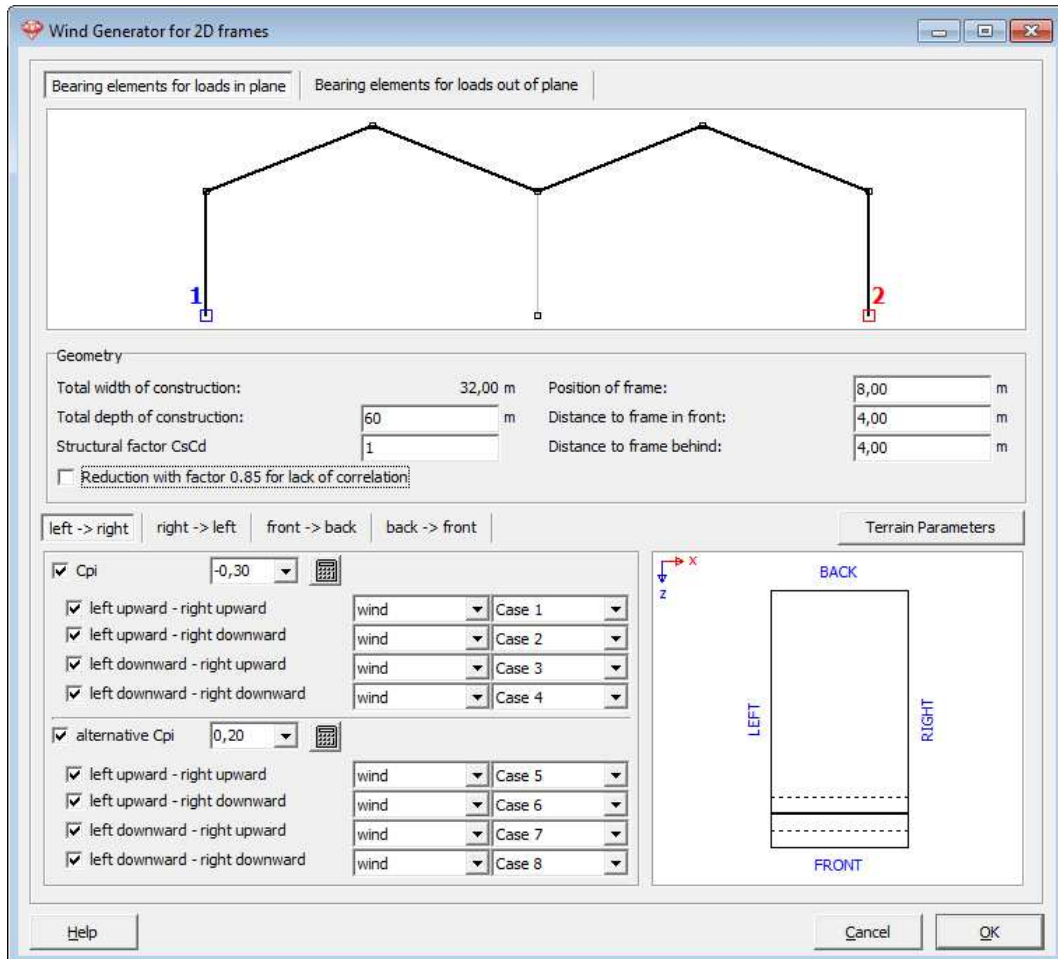 Wind Generator for 2D frames
Bearing elements for loads in plane Bearing elements for loads out of plane
1 2
Geometry
Total width of construction: 32,00 m Position of frame: 8,00 m
Total depth of construction: 60 m Distance to frame in front: 4,00 m
Structural factor CsCd 1 Distance to frame behind: 4,00 m
Reduction with factor 0.85 for lack of correlation
left -> right right -> left front -> back back -> front Terrain Parameters
Cpi -0,30
left upward - right upward wind Case 1
left upward - right downward wind Case 2
left downward - right upward wind Case 3
left downward - right downward wind Case 4
alternative Cpi 0,20
left upward - right upward wind Case 5
left upward - right downward wind Case 6
left downward - right upward wind Case 7
left downward - right downward wind Case 8
x
z
BACK
LEFT
RIGHT
FRONT
Help Cancel OK